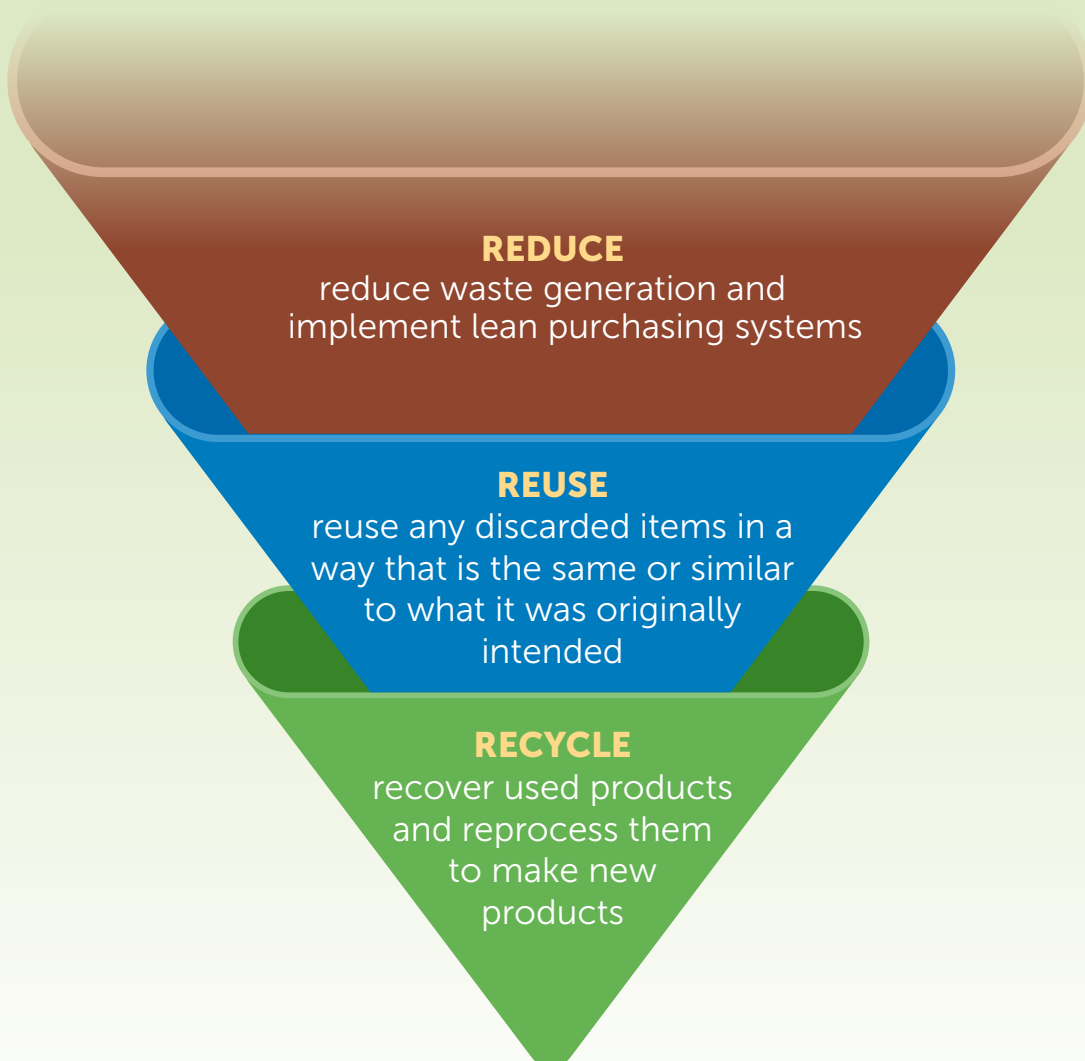 REDUCE
reduce waste generation and
implement lean purchasing systems
REUSE
reuse any discarded items in a
way that is the same or similar
to what it was originally
intended
RECYCLE
recover used products
and reprocess them
to make new
products